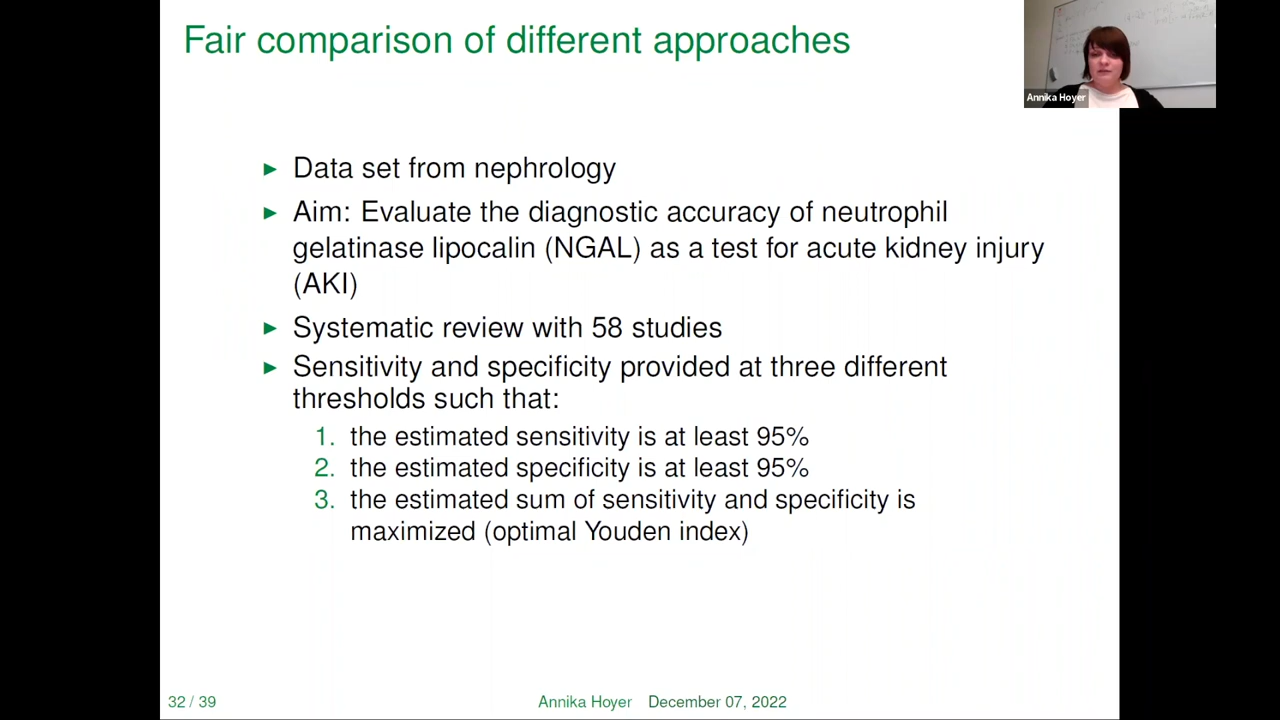 Fair comparison of different approaches
Annika Hoyer
► Data set from nephrology
► Aim: Evaluate the diagnostic accuracy of neutrophil
gelatinase lipocalin (NGAL) as a test for acute kidney injury
(AKI)
► Systematic review with 58 studies
► Sensitivity and specificity provided at three different
thresholds such that:
1. the estimated sensitivity is at least 95%
2. the estimated specificity is at least 95%
3. the estimated sum of sensitivity and specificity is
maximized (optimal Youden index)
32 / 39 Annika Hoyer December 07, 2022